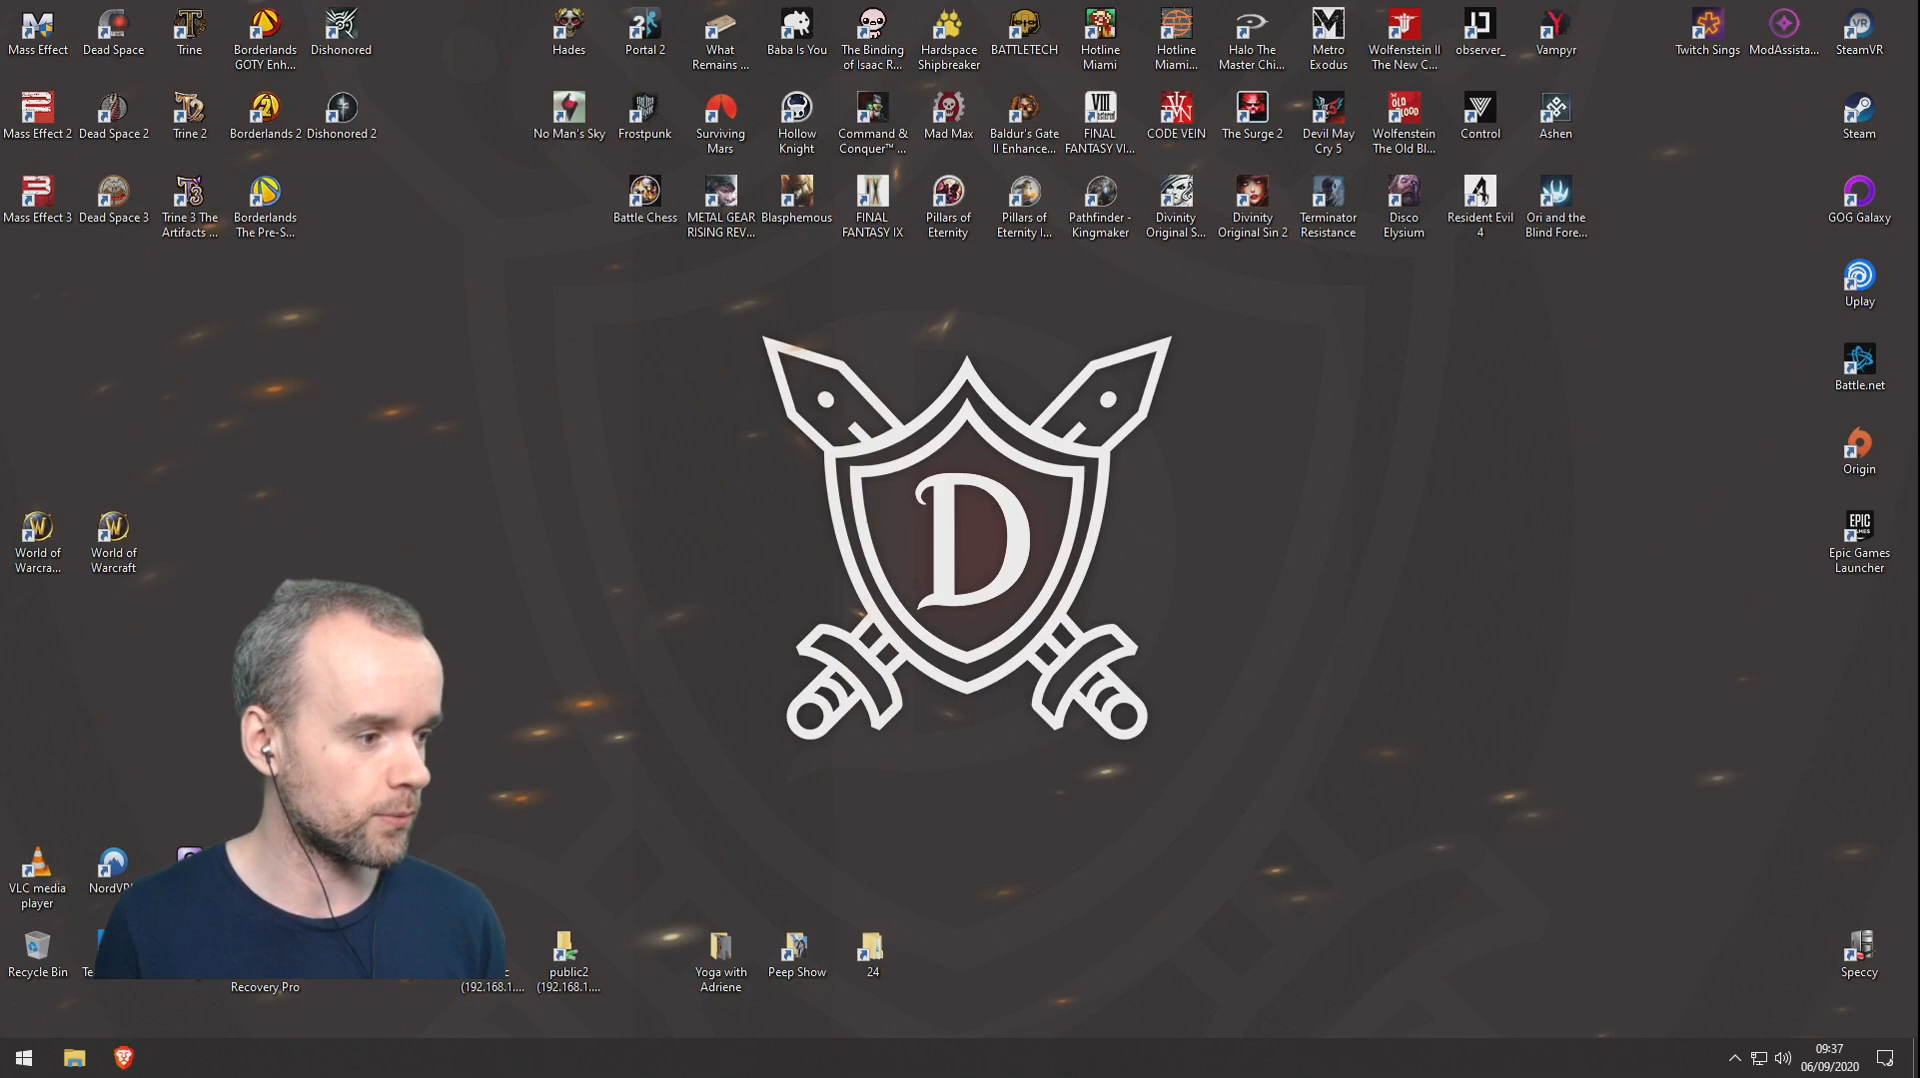 Mass Effect
Dead Space
Trine
Borderlands
GOTY Enh...
Dishonored
Hades
Portal 2
What
Remains ...
Baba Is You
The Binding
of Isaac R...
Hardspace
Shipbreaker
BATTLETECH
Hotline
Miami
Hotline
Miami...
Halo The
Master Chi...
Metro
Exodus
Wolfenstein II
The New C...
observer_
Vampyr
Twitch Sings
ModAssista...
SteamVR
Mass Effect 2
Dead Space 2
Trine 2
Borderlands 2
Dishonored 2
No Man's Sky
Frostpunk
Surviving
Mars
Hollow
Knight
Command &
Conquer™ ...
Mad Max
Baldur's Gate
II Enhance...
FINAL
FANTASY VI...
CODE VEIN
The Surge 2
Devil May
Cry 5
Wolfenstein
The Old Bl...
Control
Ashen
Steam
Mass Effect 3
Dead Space 3
Trine 3 The
Artifacts ...
Borderlands
The Pre-S...
Battle Chess
METAL GEAR
RISING REV...
Blasphemous
FINAL
FANTASY IX
Pillars of
Eternity
Pillars of
Eternity I...
Pathfinder -
Kingmaker
Divinity
Original S...
Divinity
Original Sin 2
Terminator
Resistance
Disco
Elysium
Resident Evil
4
Ori and the
Blind Fore...
GOG Galaxy
Uplay
Battle.net
Origin
D
World of
Warcra...
World of
Warcraft
EPIC
GAMES
Epic Games
Launcher
VLC media
player
NordVP
Recycle Bin
Te
Recovery Pro
c
(192.168.1....
public2
(192.168.1....
Yoga with
Adriene
Peep Show
24
Speccy
09:37
06/09/2020